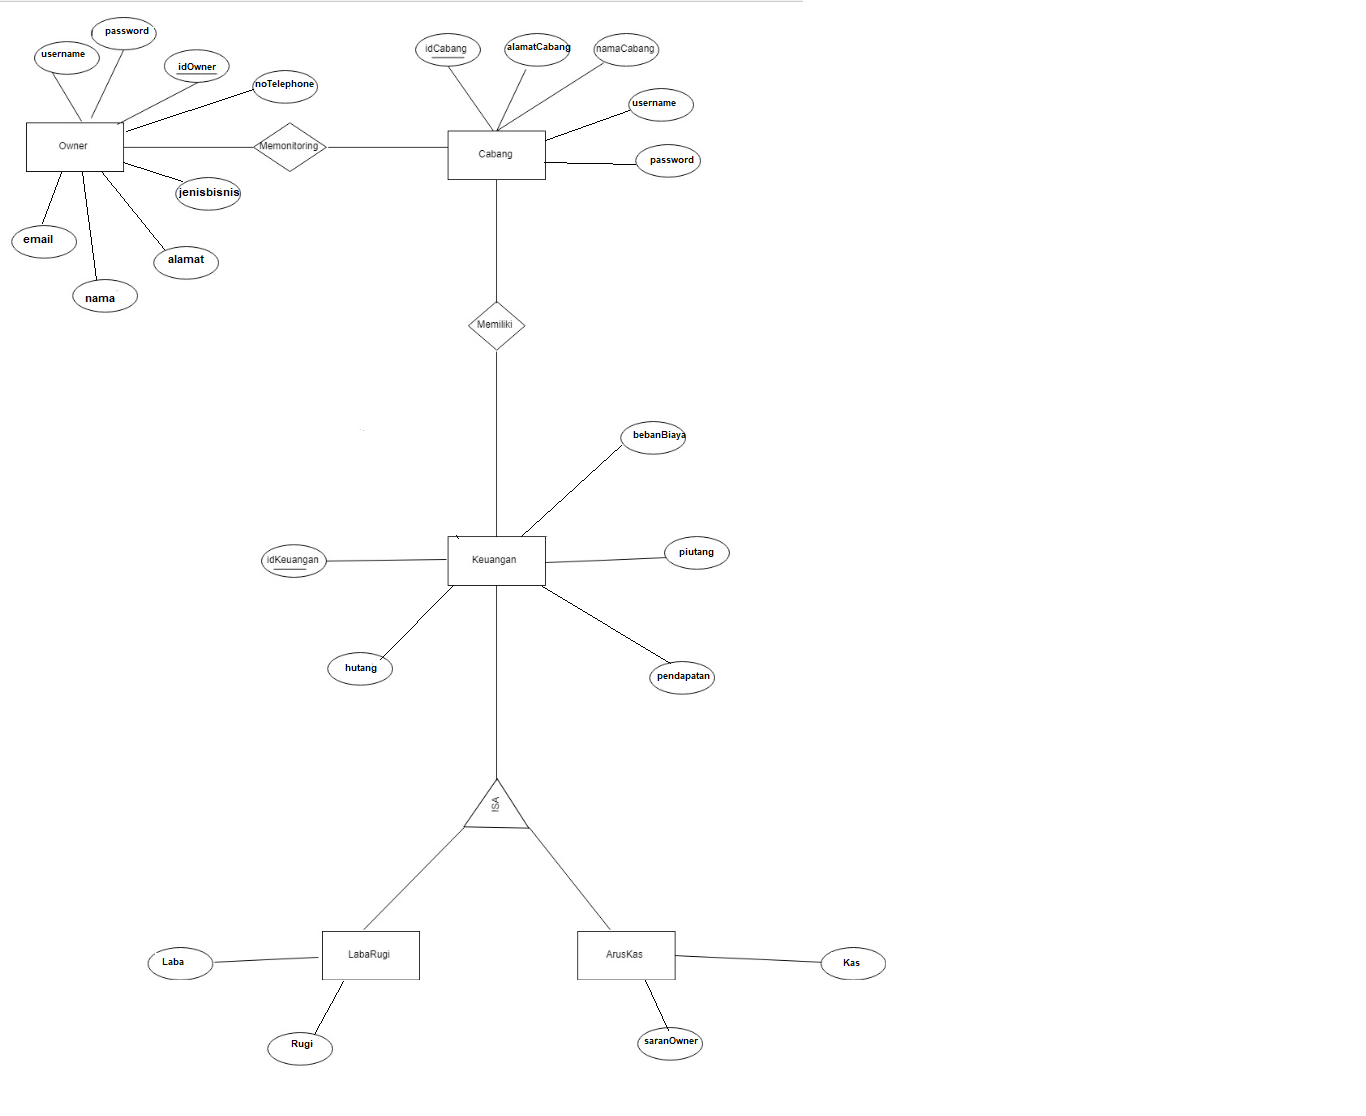 password
username
idOwner
noTelephone
Owner
Memonitoring
jenisbisnis
email
alamat
nama
idCabang
alamatCabang
namaCabang
username
password
Cabang
Memiliki
bebanBiaya
idKeuangan
Keuangan
piutang
hutang
pendapatan
ISA
LabaRugi
ArusKas
Laba
Kas
Rugi
saranOwner